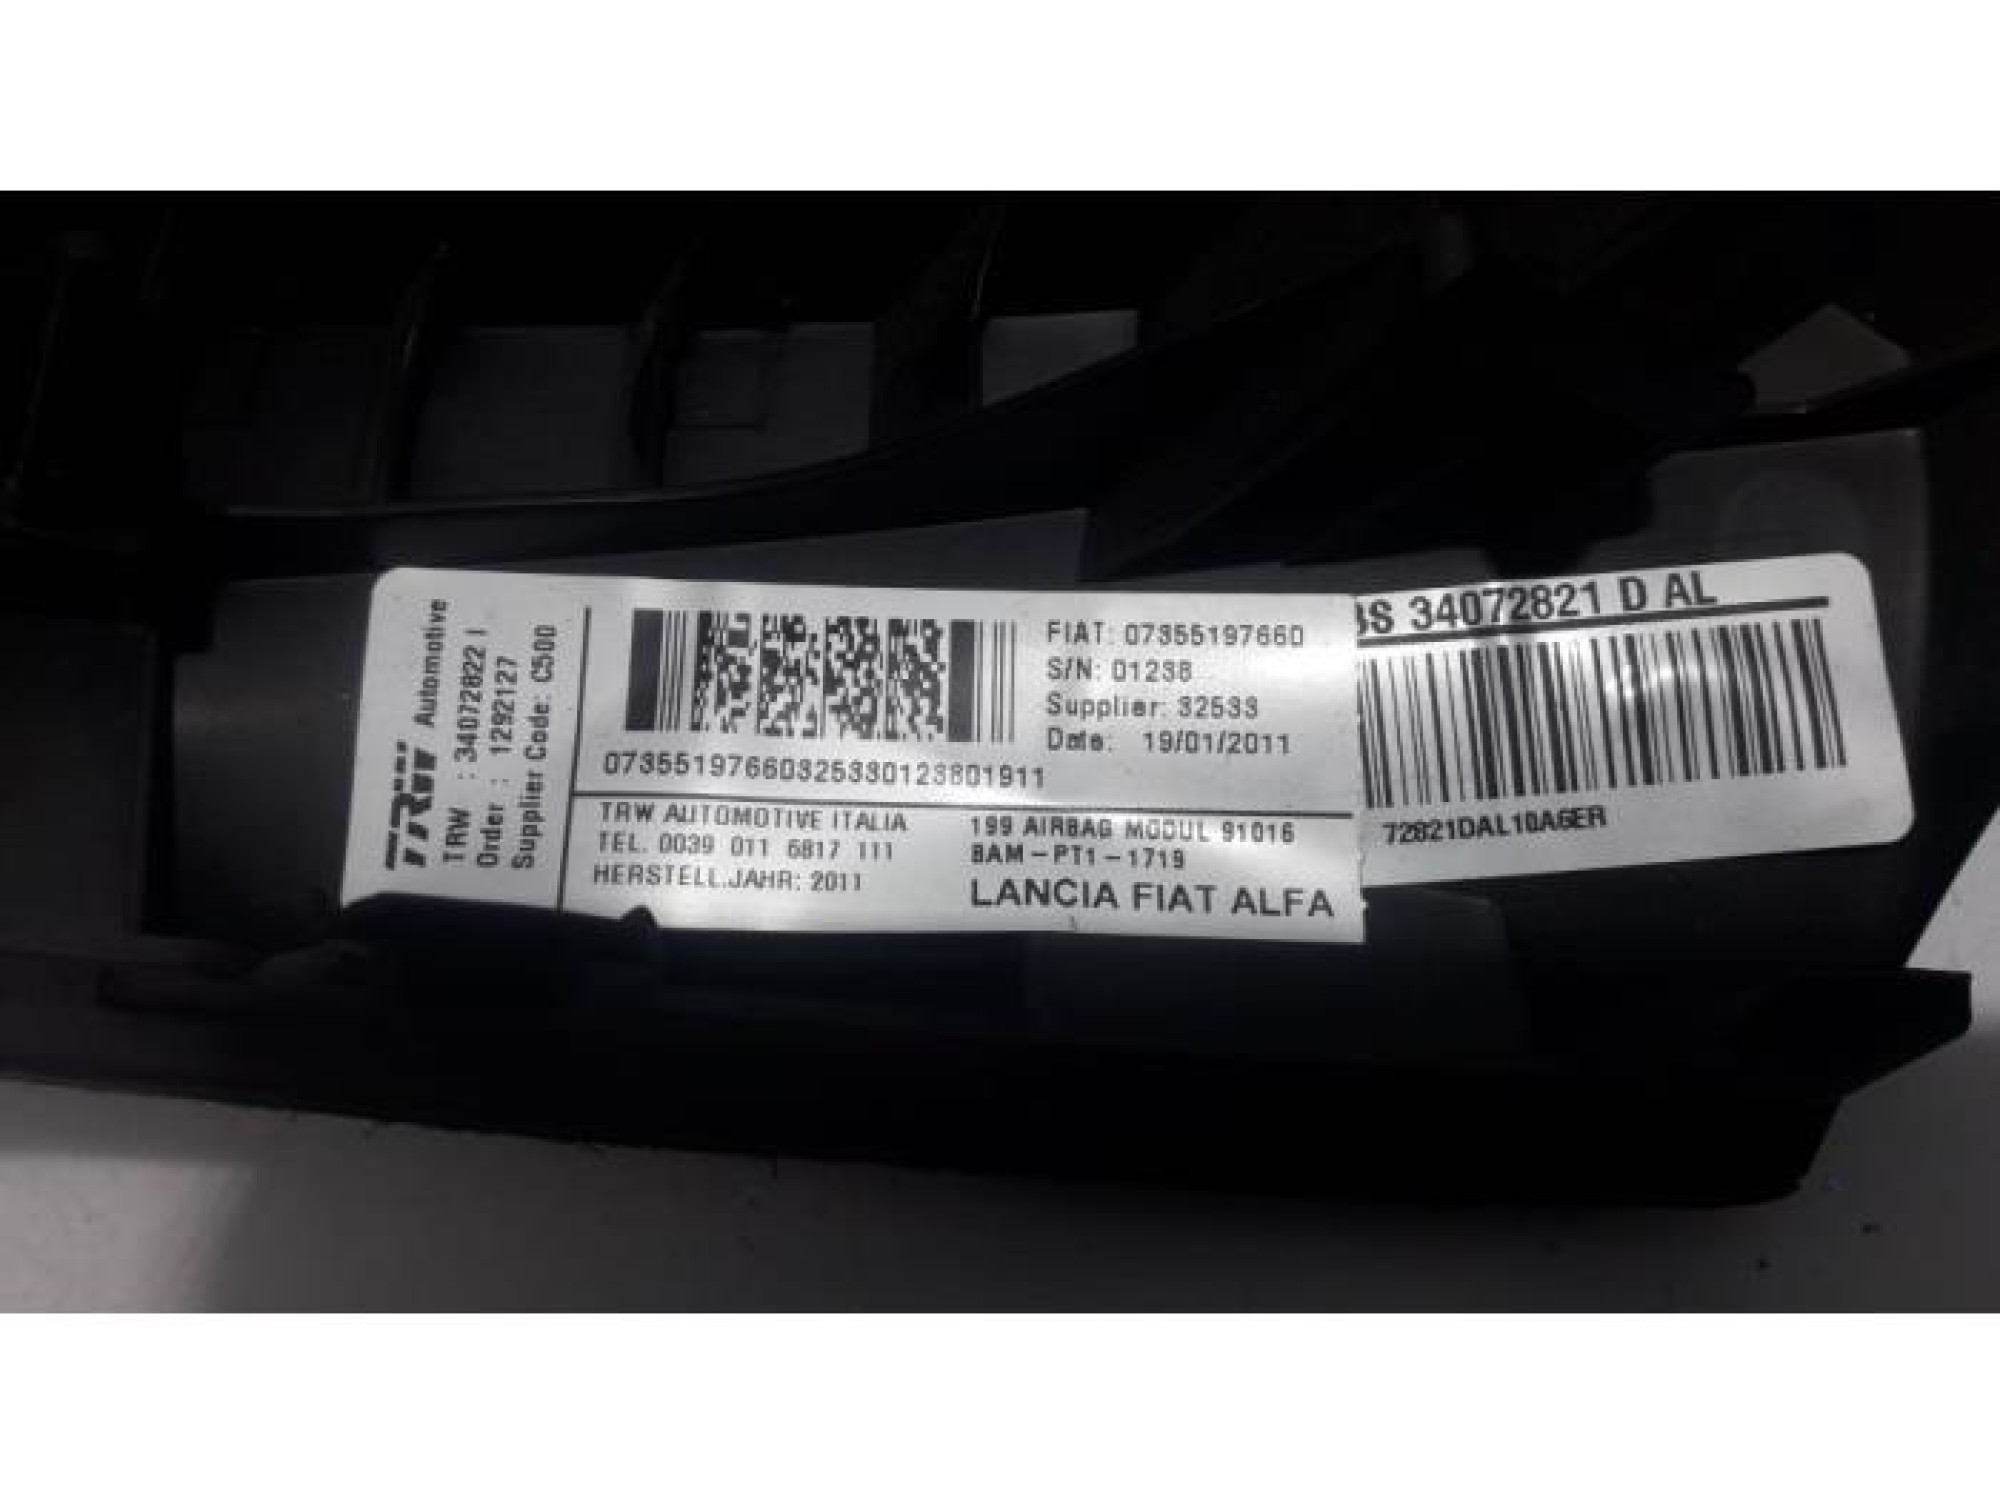 TRW Automotive
TRW : 34072822 I
Order : 1292127
Supplier Code: C500
FIAT: 07355197660
S/N: 01238
Supplier: 32533
Date: 19/01/2011
07355197660325330123801911
TRW AUTOMOTIVE ITALIA
TEL. 0039 011 6817 111
HERSTELL.JAHR: 2011
199 AIRBAG MODUL 91016
BAM-PT1-1719
LANCIA FIAT ALFA
34072821 D AL
72821DAL10A6ER